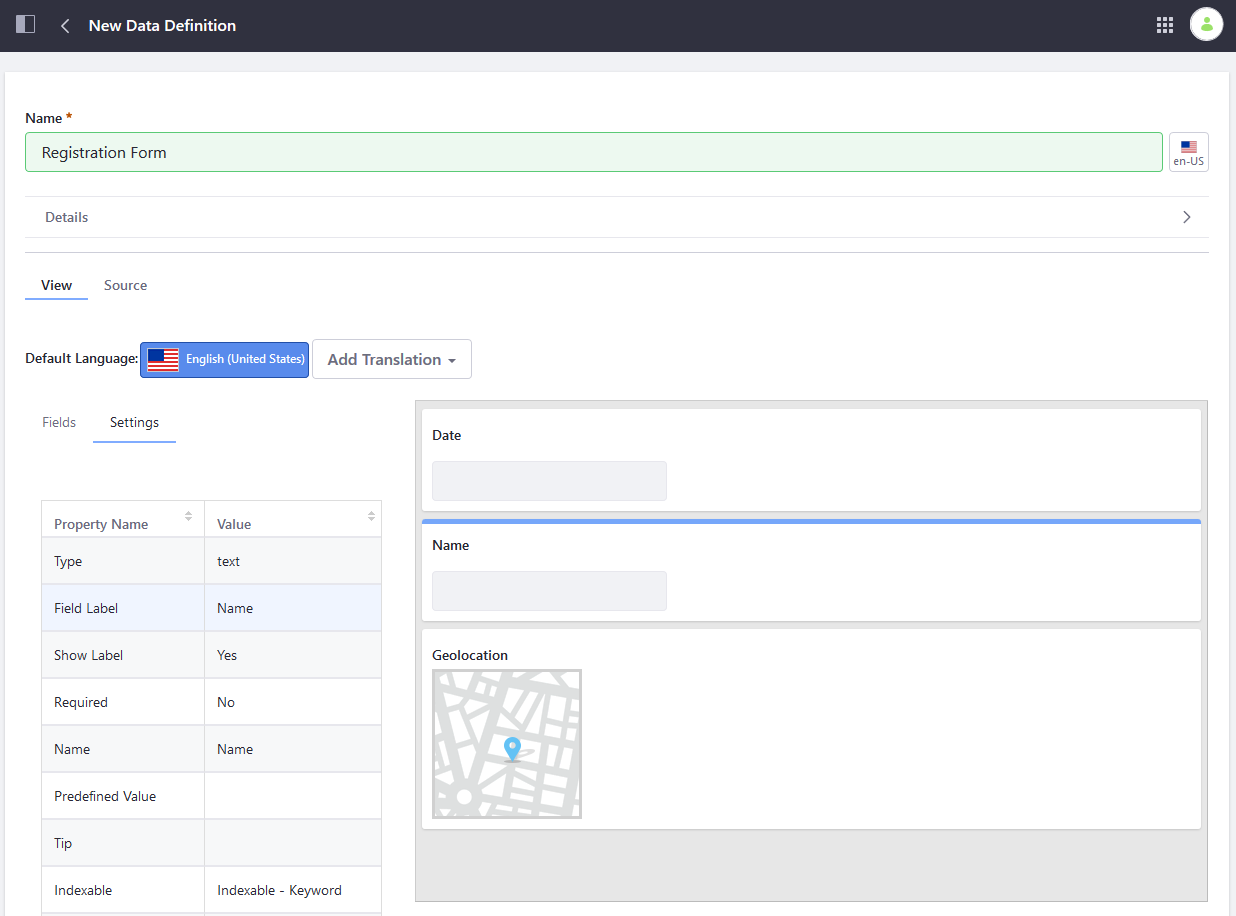 New Data Definition
Name *
Registration Form
en-US
Details
View Source
Default Language: English (United States) Add Translation
Fields Settings
Property Name Value
Type text
Field Label Name
Show Label Yes
Required No
Name Name
Predefined Value
Tip
Indexable Indexable - Keyword
Date
Name
Geolocation